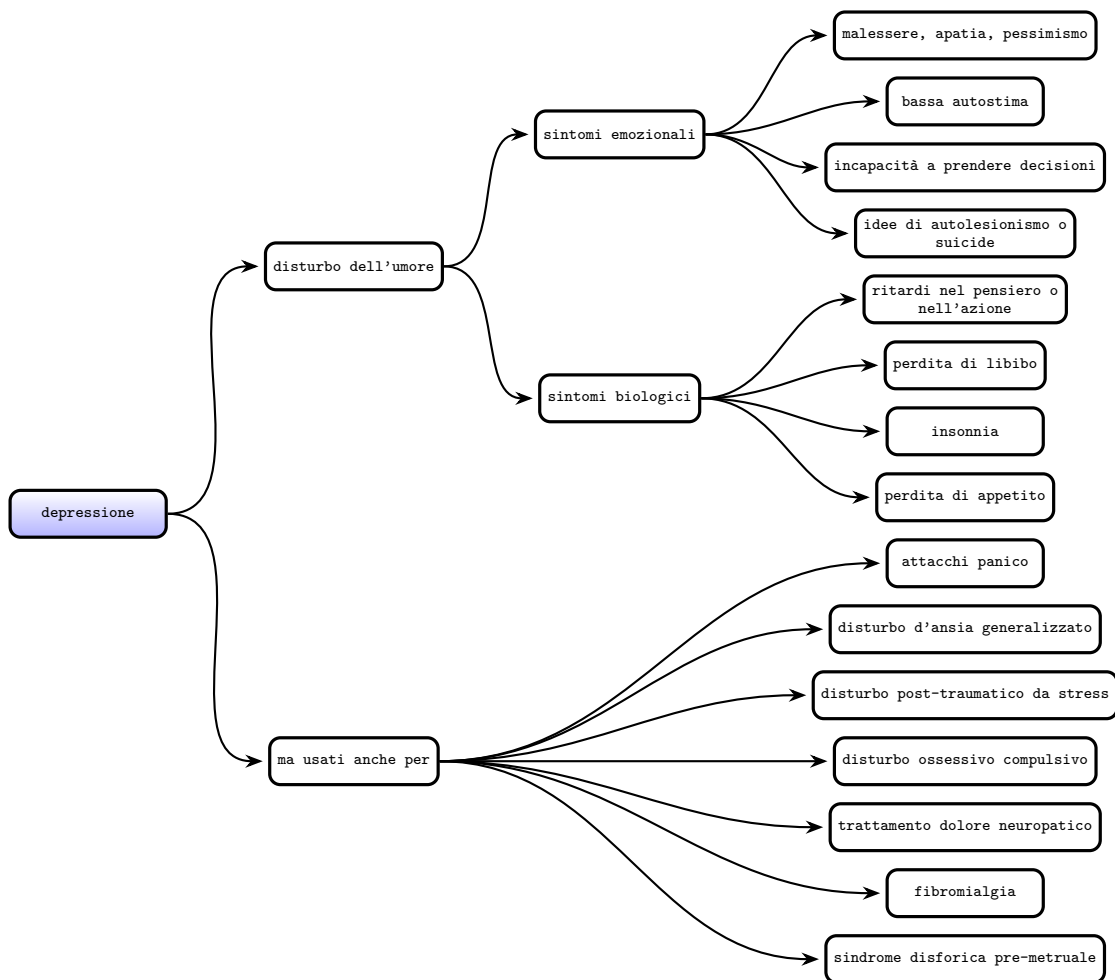 malessere, apatia, pessimismo
bassa autostima
sintomi emozionali
incapacità a prendere decisioni
idee di autolesionismo o
suicide
disturbo dell'umore
ritardi nel pensiero o
nell'azione
perdita di libibo
sintomi biologici
insonnia
perdita di appetito
depressione
attacchi panico
disturbo d'ansia generalizzato
disturbo post-traumatico da stress
ma usati anche per
disturbo ossessivo compulsivo
trattamento dolore neuropatico
fibromialgia
sindrome disforica pre-metruale